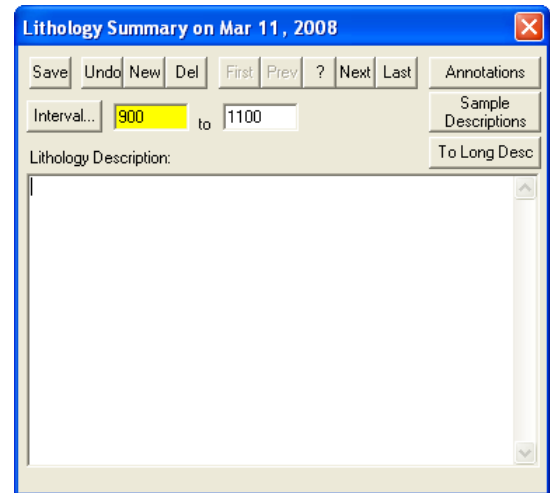 Lithology Summary on Mar 11, 2008
Save Undo New Del First Prev ? Next Last Annotations
Interval... 900 to 1100 Sample Descriptions
Lithology Description: To Long Desc